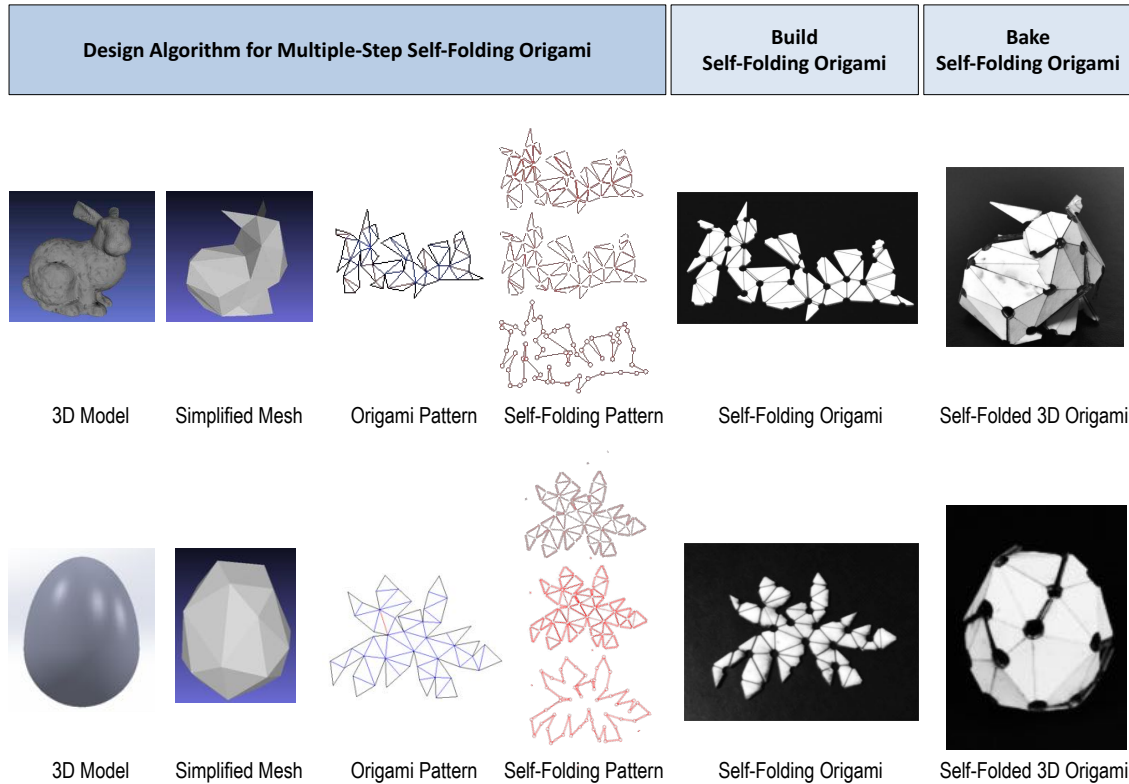 Design Algorithm for Multiple-Step Self-Folding Origami
Build
Self-Folding Origami
Bake
Self-Folding Origami
3D Model
Simplified Mesh
Origami Pattern
Self-Folding Pattern
Self-Folding Origami
Self-Folded 3D Origami
3D Model
Simplified Mesh
Origami Pattern
Self-Folding Pattern
Self-Folding Origami
Self-Folded 3D Origami